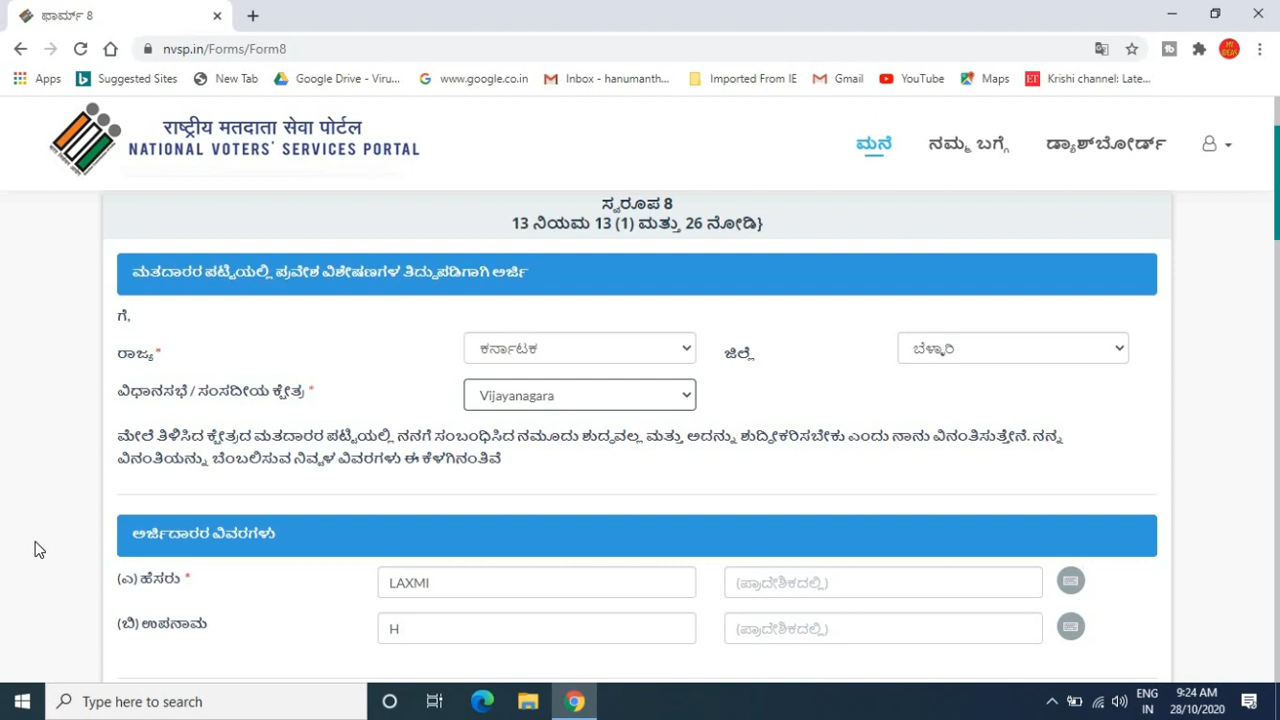 ಫಾರ್ಮ್ 8
nvsp.in/Forms/Form8
Apps Suggested Sites New Tab Google Drive - Viru... www.google.co.in Inbox - hanumanth... Imported From IE Gmail YouTube Maps Krishi channel: Late...
राष्ट्रीय मतदाता सेवा पोर्टल
NATIONAL VOTERS' SERVICES PORTAL
ಮನೆ ನಮ್ಮ ಬಗ್ಗೆ ಡ್ಯಾಶ್‌ಬೋರ್ಡ್
ಸ್ವರೂಪ 8
13 ನಿಯಮ 13 (1) ಮತ್ತು 26 ನೋಡಿ}
ಮತದಾರರ ಪಟ್ಟಿಯಲ್ಲಿ ಪ್ರವೇಶ ವಿಶೇಷಣಗಳ ತಿದ್ದುಪಡಿಗಾಗಿ ಅರ್ಜಿ
ಗೆ,
ರಾಜ್ಯ* ಕರ್ನಾಟಕ ಜಿಲ್ಲೆ ಬೆಳ್ಳಾರಿ
ವಿಧಾನಸಭೆ / ಸಂಸದೀಯ ಕ್ಷೇತ್ರ * Vijayanagara
ಮೇಲೆ ತಿಳಿಸಿದ ಕ್ಷೇತ್ರದ ಮತದಾರರ ಪಟ್ಟಿಯಲ್ಲಿ ನನಗೆ ಸಂಬಂಧಿಸಿದ ನಮೂದು ಶುದ್ಧವಲ್ಲ ಮತ್ತು ಅದನ್ನು ಶುದ್ಧೀಕರಿಸಬೇಕು ಎಂದು ನಾನು ವಿನಂತಿಸುತ್ತೇನೆ. ನನ್ನ
ವಿನಂತಿಯನ್ನು ಬೆಂಬಲಿಸುವ ನಿವ್ವಳ ವಿವರಗಳು ಈ ಕೆಳಗಿನಂತಿವೆ
ಅರ್ಜಿದಾರರ ವಿವರಗಳು
(ಎ) ಹೆಸರು * LAXMI (ಪ್ರಾದೇಶಿಕದಲ್ಲಿ)
(ಬಿ) ಉಪನಾಮ H (ಪ್ರಾದೇಶಿಕದಲ್ಲಿ)
Type here to search
ENG 9:24 AM
IN 28/10/2020